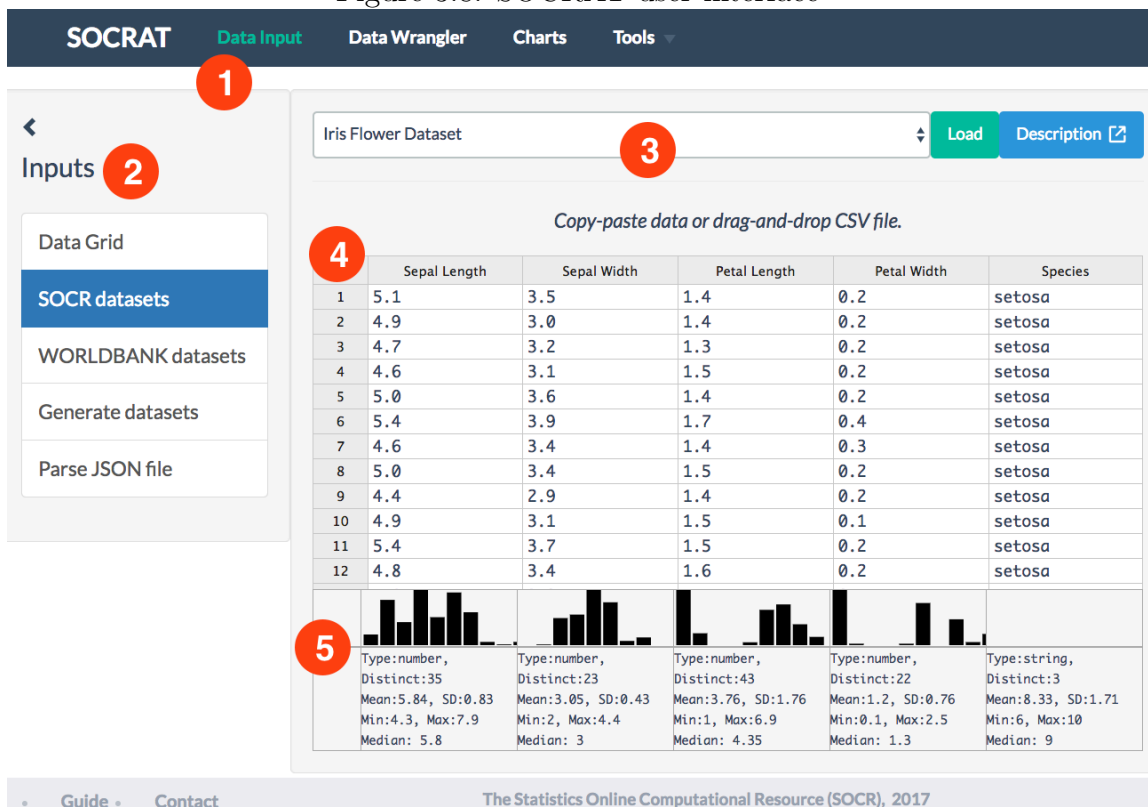 SOCRAT Data Input Data Wrangler Charts Tools
1
Inputs 2
Data Grid
SOCR datasets
WORLDBANK datasets
Generate datasets
Parse JSON file
Iris Flower Dataset 3 Load Description
Copy-paste data or drag-and-drop CSV file.
4 Sepal Length Sepal Width Petal Length Petal Width Species
1 5.1 3.5 1.4 0.2 setosa
2 4.9 3.0 1.4 0.2 setosa
3 4.7 3.2 1.3 0.2 setosa
4 4.6 3.1 1.5 0.2 setosa
5 5.0 3.6 1.4 0.2 setosa
6 5.4 3.9 1.7 0.4 setosa
7 4.6 3.4 1.4 0.3 setosa
8 5.0 3.4 1.5 0.2 setosa
9 4.4 2.9 1.4 0.2 setosa
10 4.9 3.1 1.5 0.1 setosa
11 5.4 3.7 1.5 0.2 setosa
12 4.8 3.4 1.6 0.2 setosa
5
Type:number, Type:number, Type:number, Type:number, Type:string,
Distinct:35 Distinct:23 Distinct:43 Distinct:22 Distinct:3
Mean:5.84, SD:0.83 Mean:3.05, SD:0.43 Mean:3.76, SD:1.76 Mean:1.2, SD:0.76 Mean:8.33, SD:1.71
Min:4.3, Max:7.9 Min:2, Max:4.4 Min:1, Max:6.9 Min:0.1, Max:2.5 Min:6, Max:10
Median: 5.8 Median: 3 Median: 4.35 Median: 1.3 Median: 9
Guide Contact The Statistics Online Computational Resource (SOCR), 2017